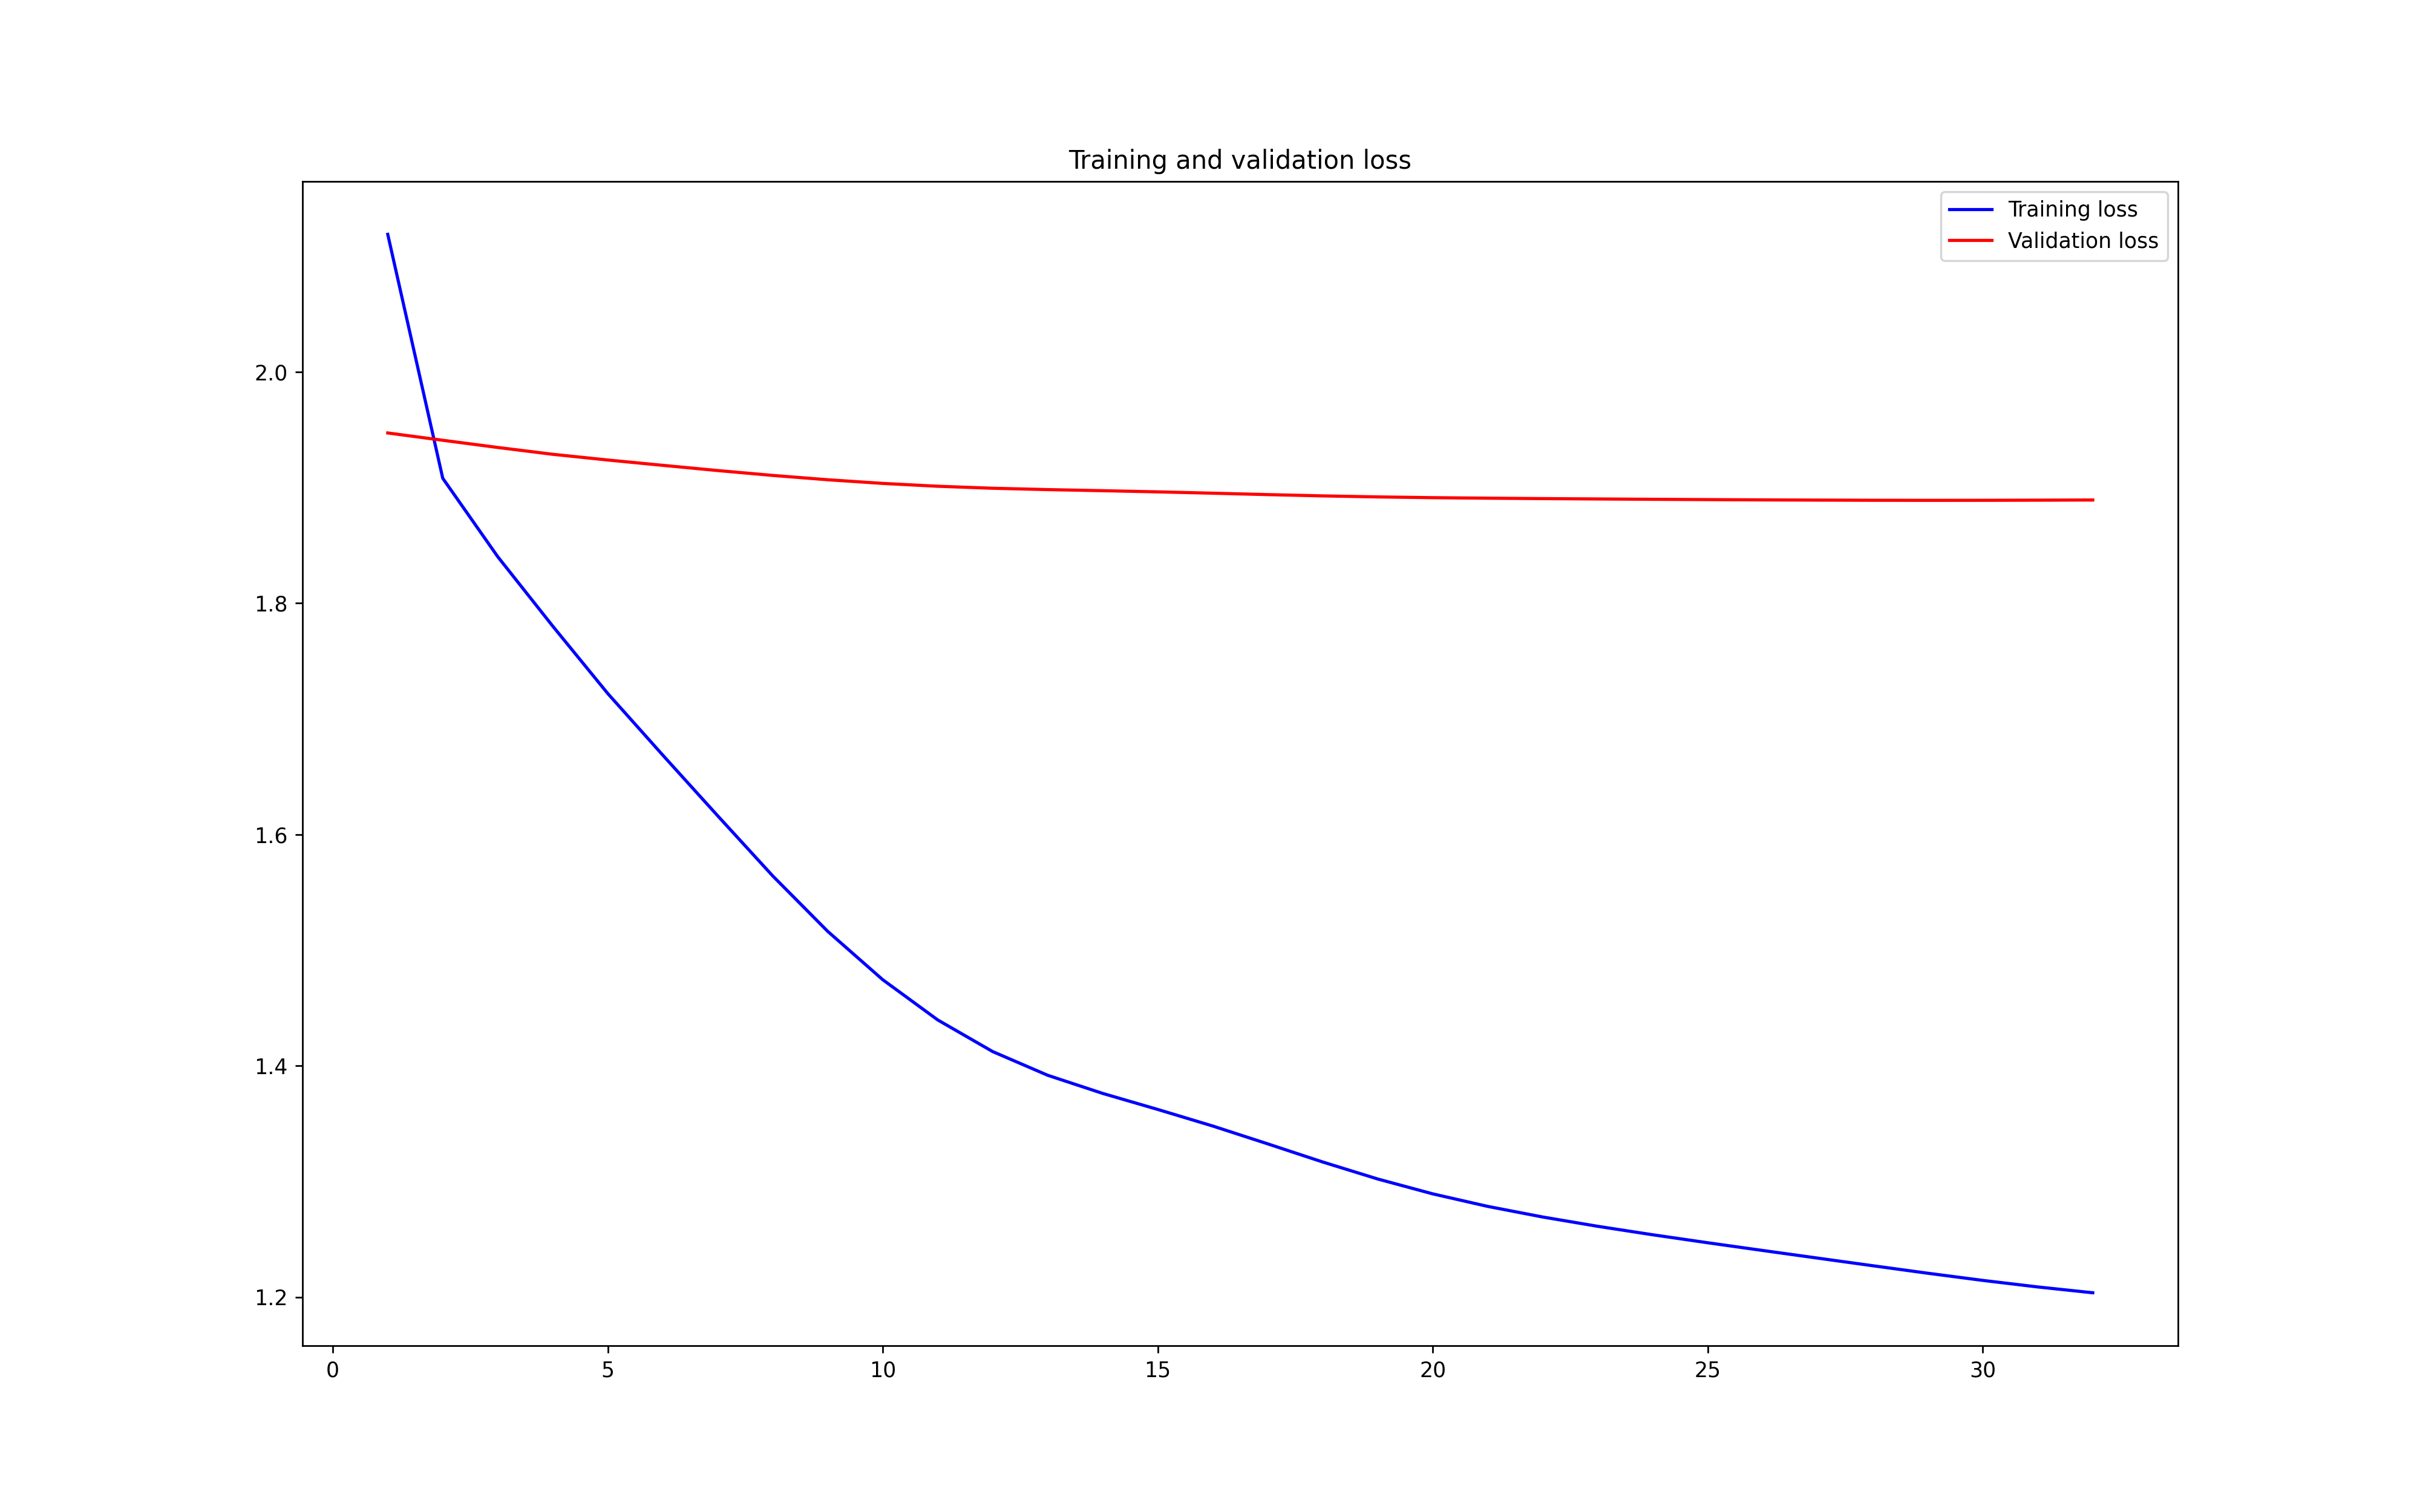 Training and validation loss
Training loss
Validation loss
2.0
1.8
1.6
1.4
1.2
0 5 10 15 20 25 30